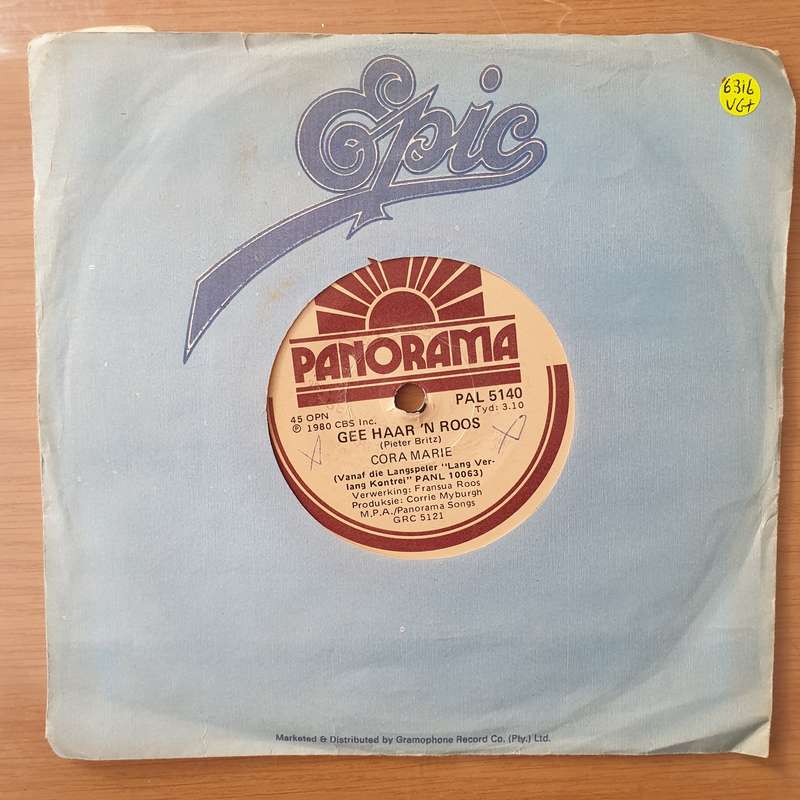 Epic
6316
VG+
PANORAMA
PAL 5140
45 OPN
Tyd: 3.10
℗ 1980 CBS Inc.
GEE HAAR 'N ROOS
(Pieter Britz)
CORA MARIE
(Vanaf die Langspeler "Lang Ver-
lang Kontrei" PANL 10063)
Verwerking: Fransua Roos
Produksie: Corrie Myburgh
M.P.A./Panorama Songs
GRC 5121
Marketed & Distributed by Gramophone Record Co. (Pty.) Ltd.